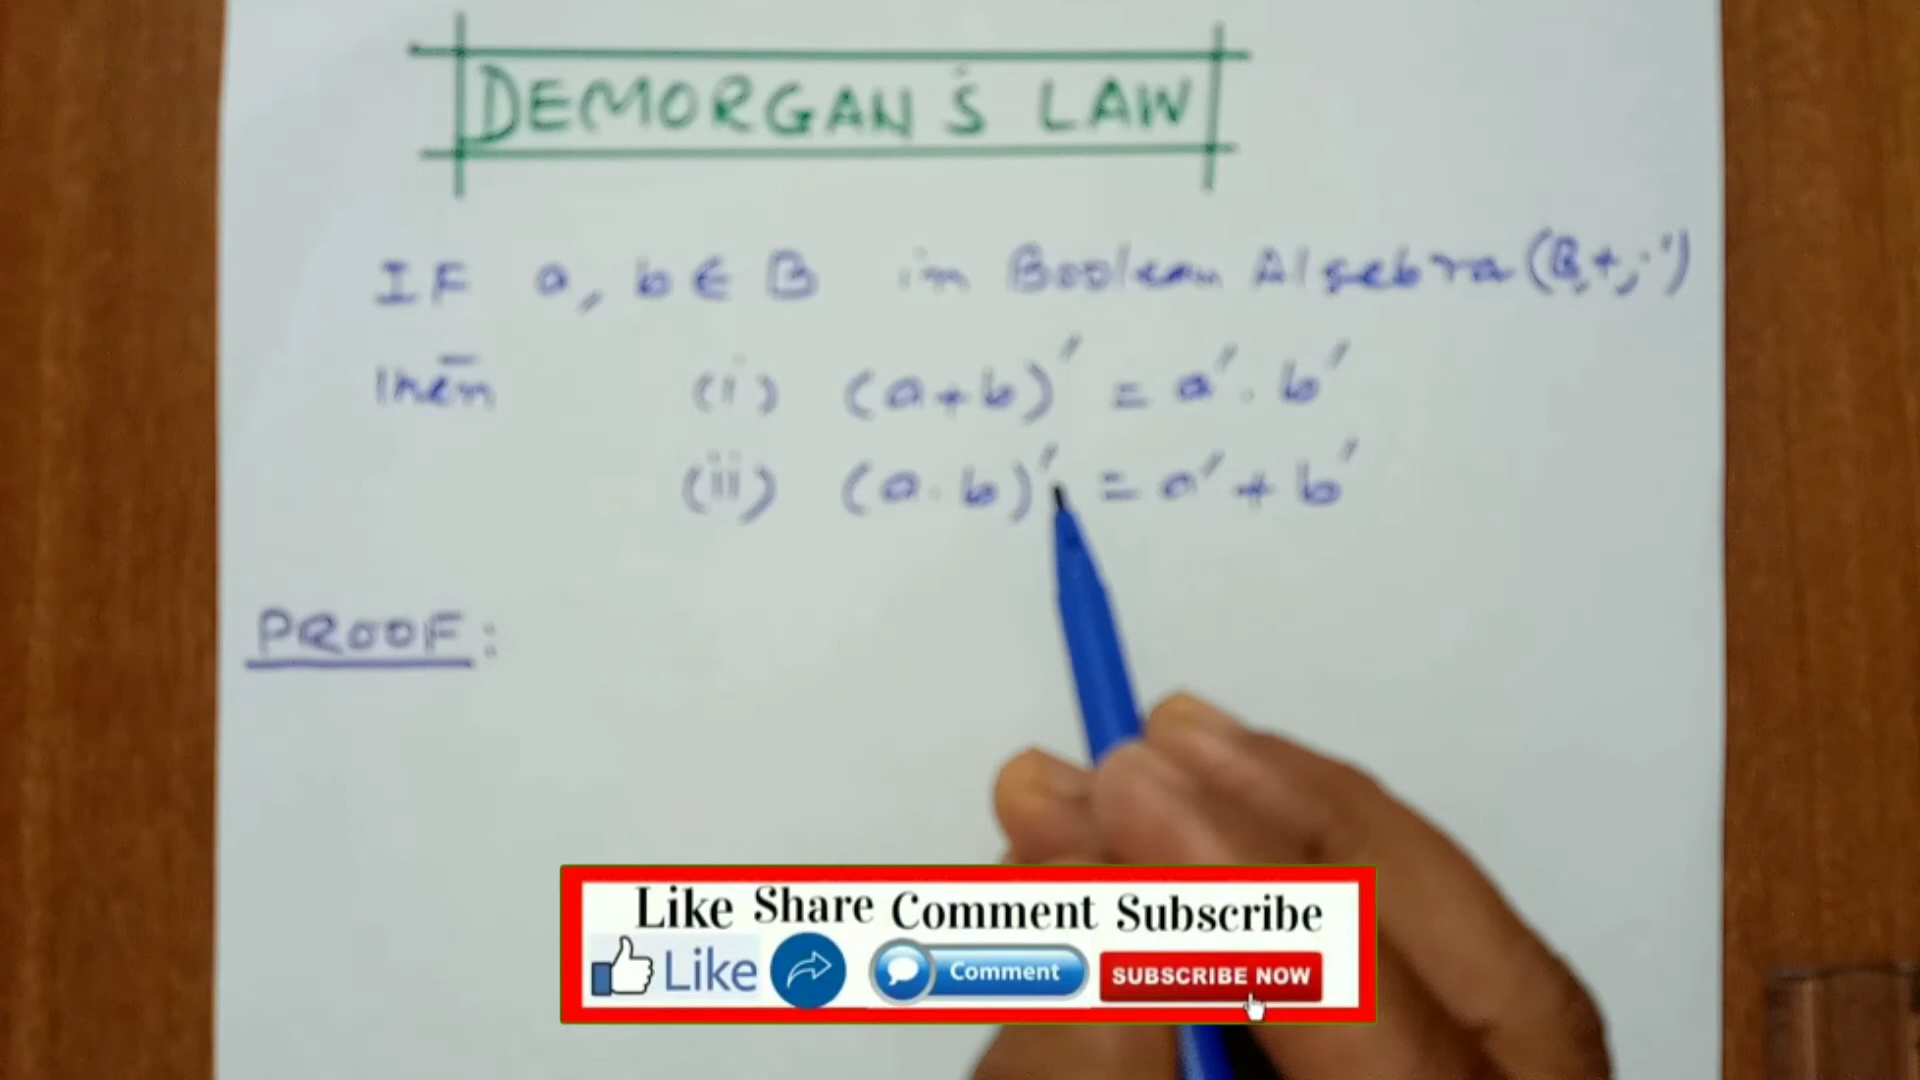 DEMORGAN'S LAW
IF a, b ∈ B in Boolean Algebra (B,+,·,')
Then (i) (a+b)' = a'. b'
(ii) (a.b)' = a' + b'
PROOF:
Like Share Comment Subscribe
Like Comment SUBSCRIBE NOW